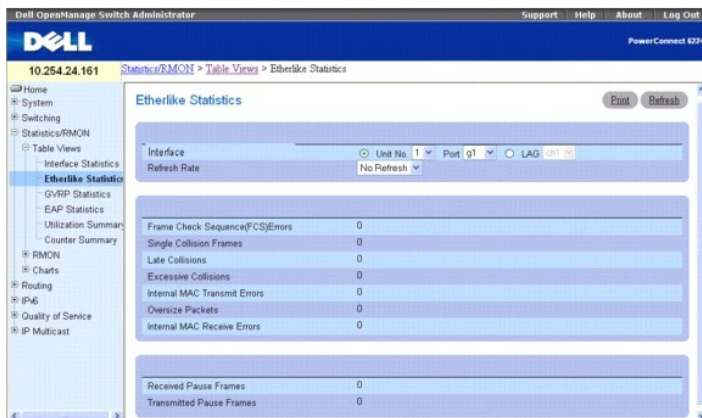 Dell OpenManage Switch Administrator Support Help About Log Out
DELL
PowerConnect 622
10.254.24.161
Statistics/RMON > Table Views > Etherlike Statistics
Home
System
Switching
Statistics/RMON
Table Views
Interface Statistics
Etherlike Statistics
GVRP Statistics
EAP Statistics
Utilization Summary
Counter Summary
RMON
Charts
Routing
IPv6
Quality of Service
IP Multicast
Etherlike Statistics
Print Refresh
Interface Unit No. 1 Port g1 LAG ch1
Refresh Rate No Refresh
Frame Check Sequence(FCS)Errors 0
Single Collision Frames 0
Late Collisions 0
Excessive Collisions 0
Internal MAC Transmit Errors 0
Oversize Packets 0
Internal MAC Receive Errors 0
Received Pause Frames 0
Transmitted Pause Frames 0